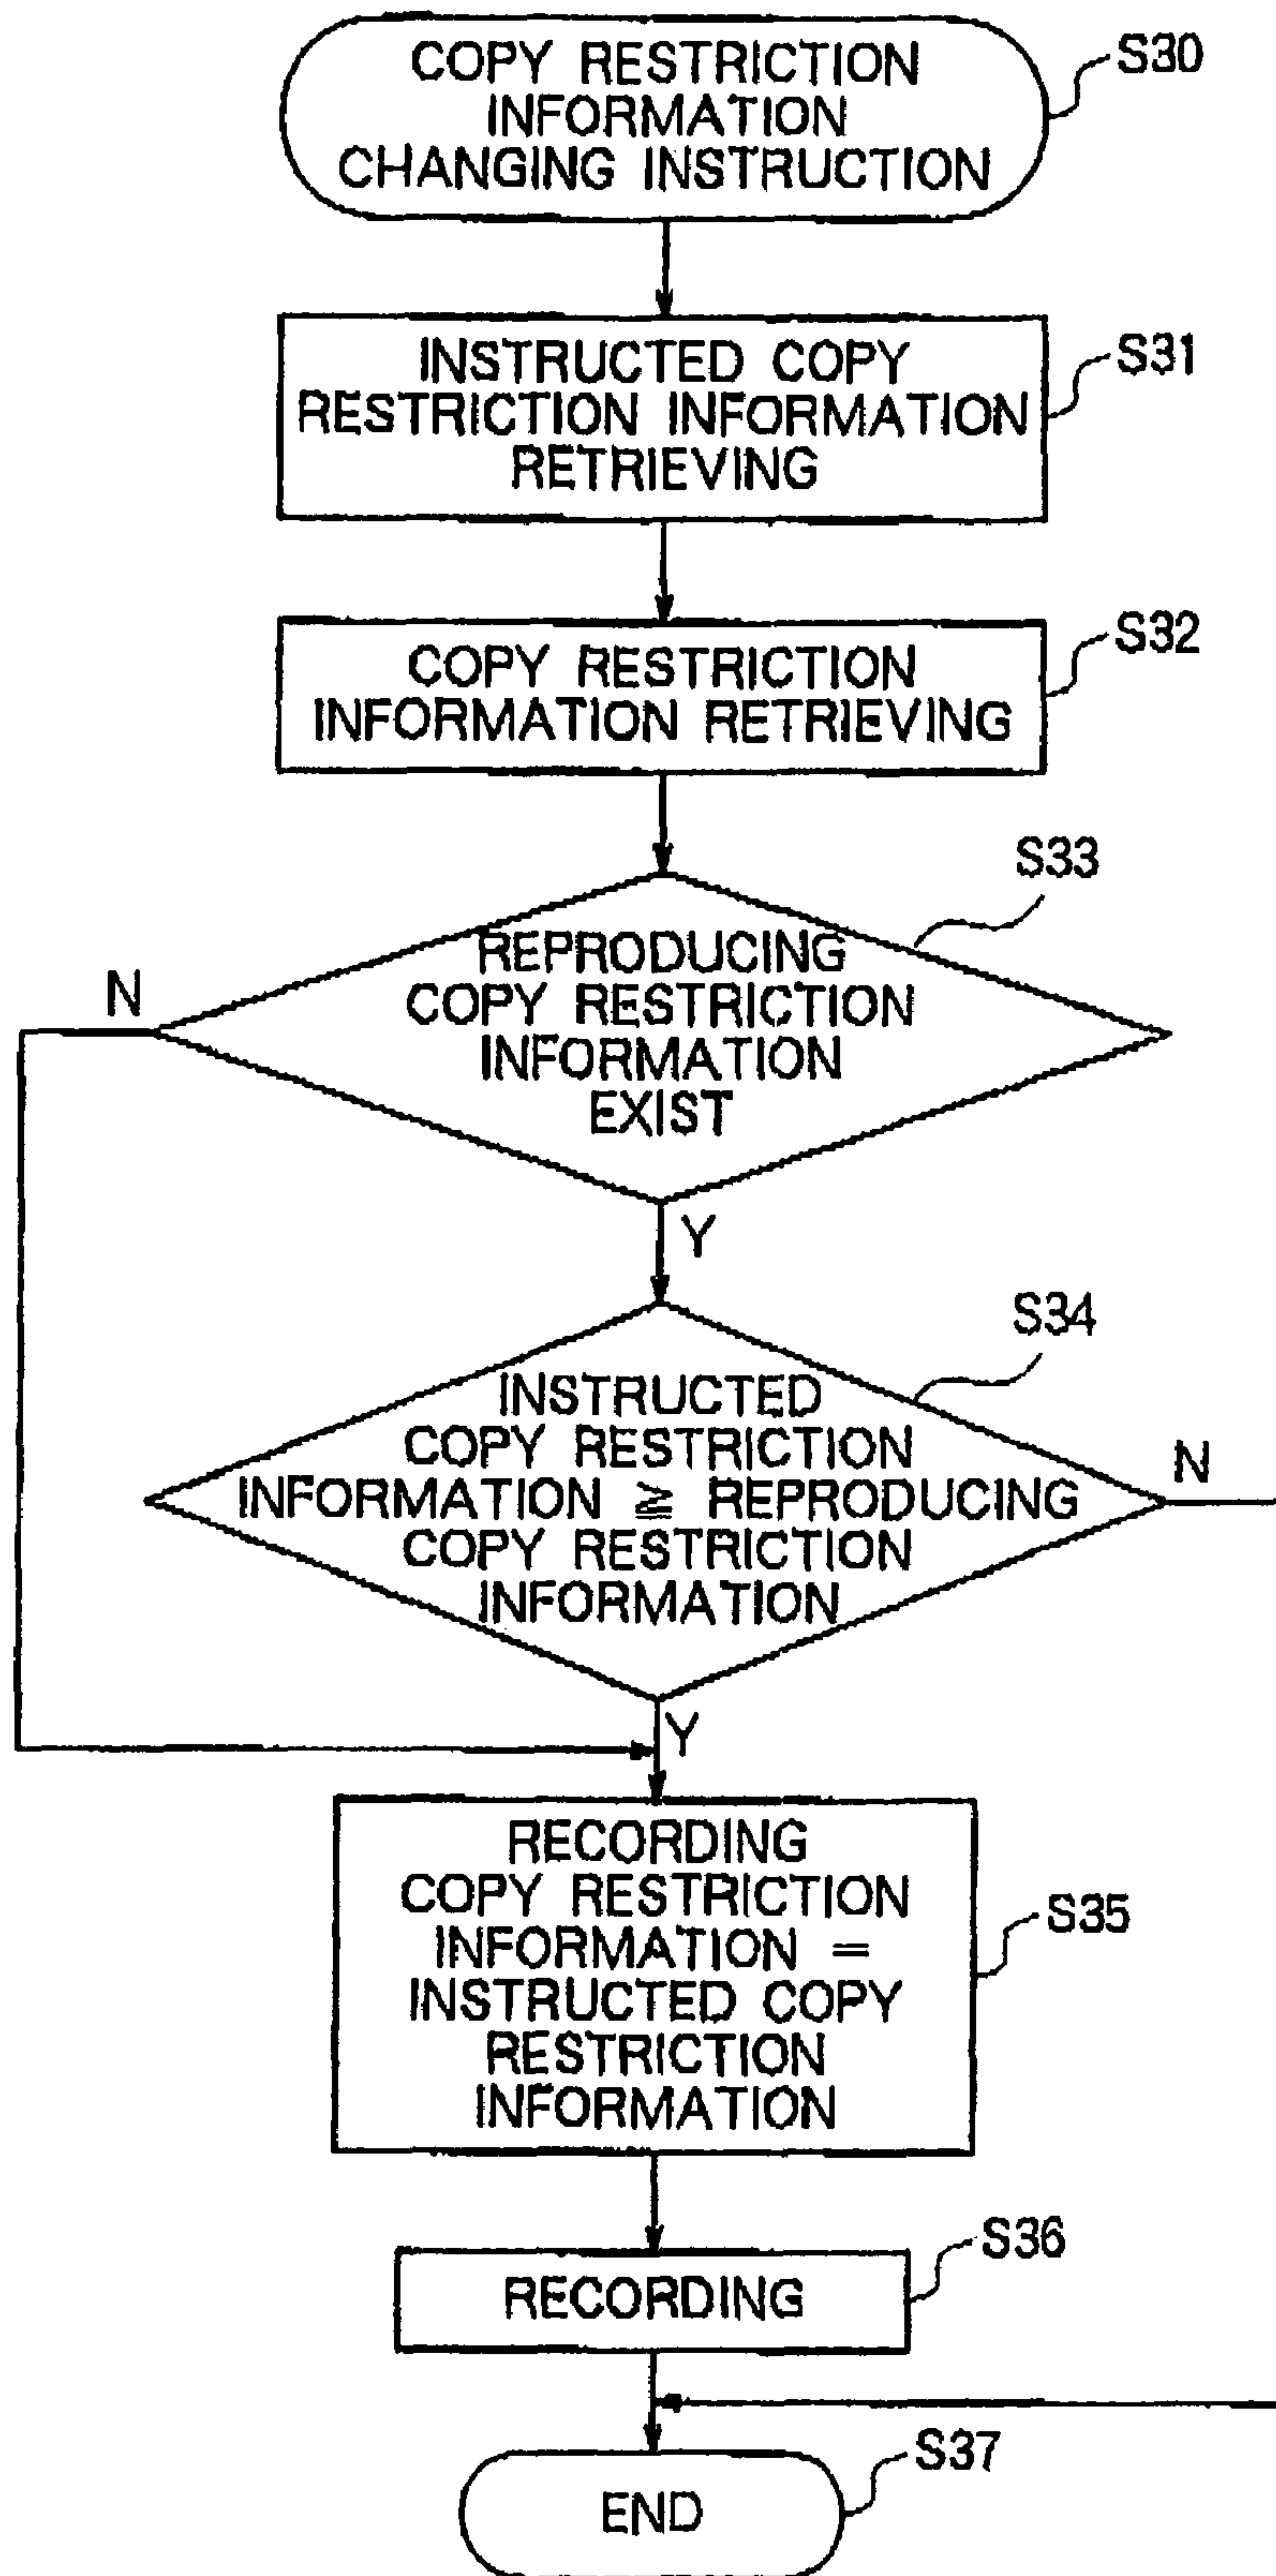 COPY RESTRICTION
INFORMATION
CHANGING INSTRUCTION
S30
INSTRUCTED COPY
RESTRICTION INFORMATION
RETRIEVING
S31
COPY RESTRICTION
INFORMATION RETRIEVING
S32
S33
REPRODUCING
COPY RESTRICTION
INFORMATION
EXIST
N
Y
S34
INSTRUCTED
COPY RESTRICTION
INFORMATION ≧ REPRODUCING
COPY RESTRICTION
INFORMATION
N
Y
RECORDING
COPY RESTRICTION
INFORMATION =
INSTRUCTED COPY
RESTRICTION
INFORMATION
S35
RECORDING
S36
END
S37